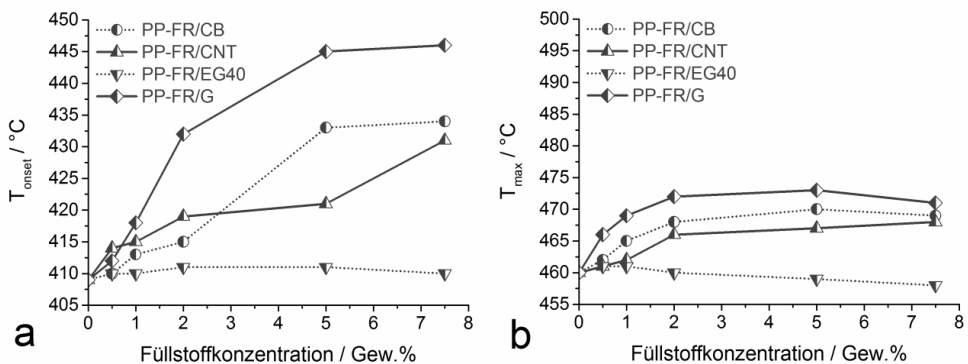 450
445
440
435
430
425
420
415
410
405
T onset / °C
PP-FR/CB
PP-FR/CNT
PP-FR/EG40
PP-FR/G
0 1 2 3 4 5 6 7 8
Füllstoffkonzentration / Gew.%
a
500
495
490
485
480
475
470
465
460
455
T max / °C
PP-FR/CB
PP-FR/CNT
PP-FR/EG40
PP-FR/G
0 1 2 3 4 5 6 7 8
Füllstoffkonzentration / Gew.%
b